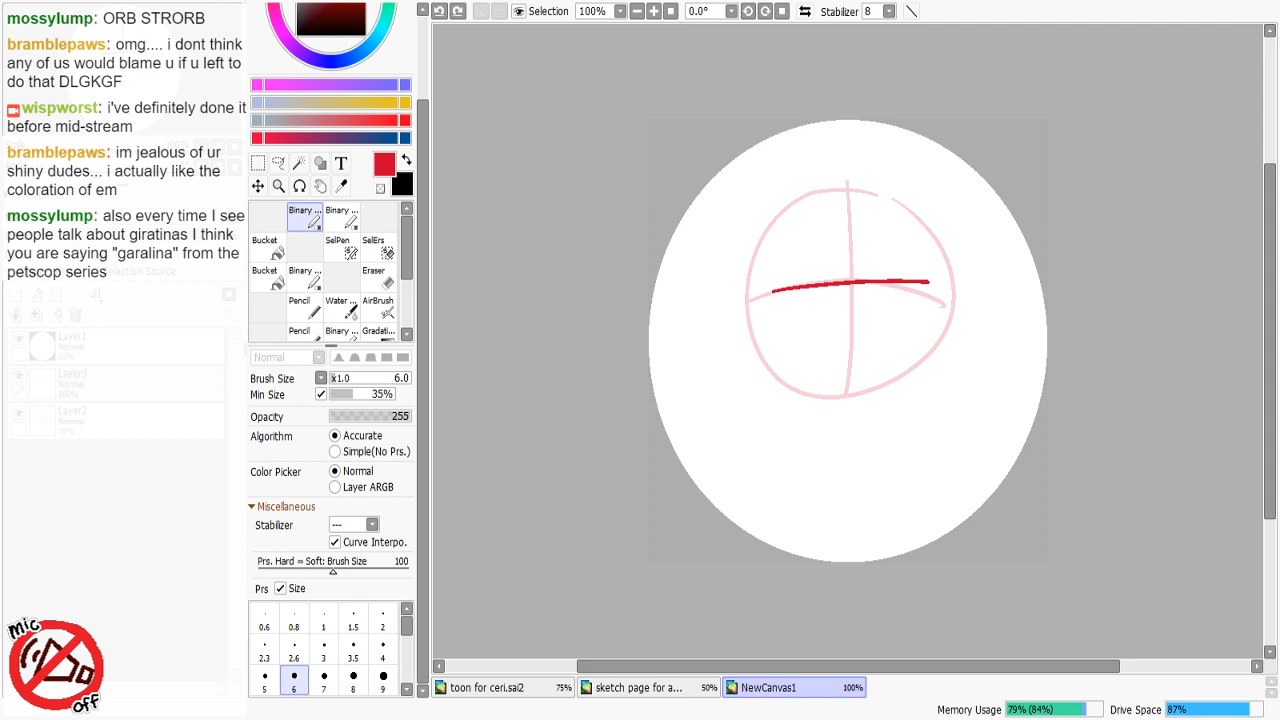 mossylump: ORB STRORB
bramblepaws: omg.... i dont think
any of us would blame u if u left to
do that DLGKGF
wispworst: i've definitely done it
before mid-stream
bramblepaws: im jealous of ur
shiny dudes... i actually like the
coloration of em
mossylump: also every time I see
people talk about giratinas I think
you are saying "garalina" from the
petscop series
Layer1
Normal
Layer3
Normal
100%
Layer2
Normal
mic
OFF
T
Binary ...
Binary ...
Bucket
SelPen
SelErs
Bucket
Binary ...
Eraser
Pencil
Water ...
AirBrush
Pencil
Binary ...
Gradati...
Normal
Brush Size
x1.0
6.0
Min Size
35%
Opacity
255
Algorithm
Accurate
Simple(No Prs.)
Color Picker
Normal
Layer ARGB
Miscellaneous
Stabilizer
---
Curve Interpo.
Prs. Hard = Soft: Brush Size
100
Prs
Size
0.6
0.8
1
1.5
2
2.3
2.6
3
3.5
4
5
6
7
8
9
Selection
100%
0.0°
Stabilizer
8
toon for ceri.sai2
75%
sketch page for a...
50%
NewCanvas1
100%
Memory Usage
79% (84%)
Drive Space
87%